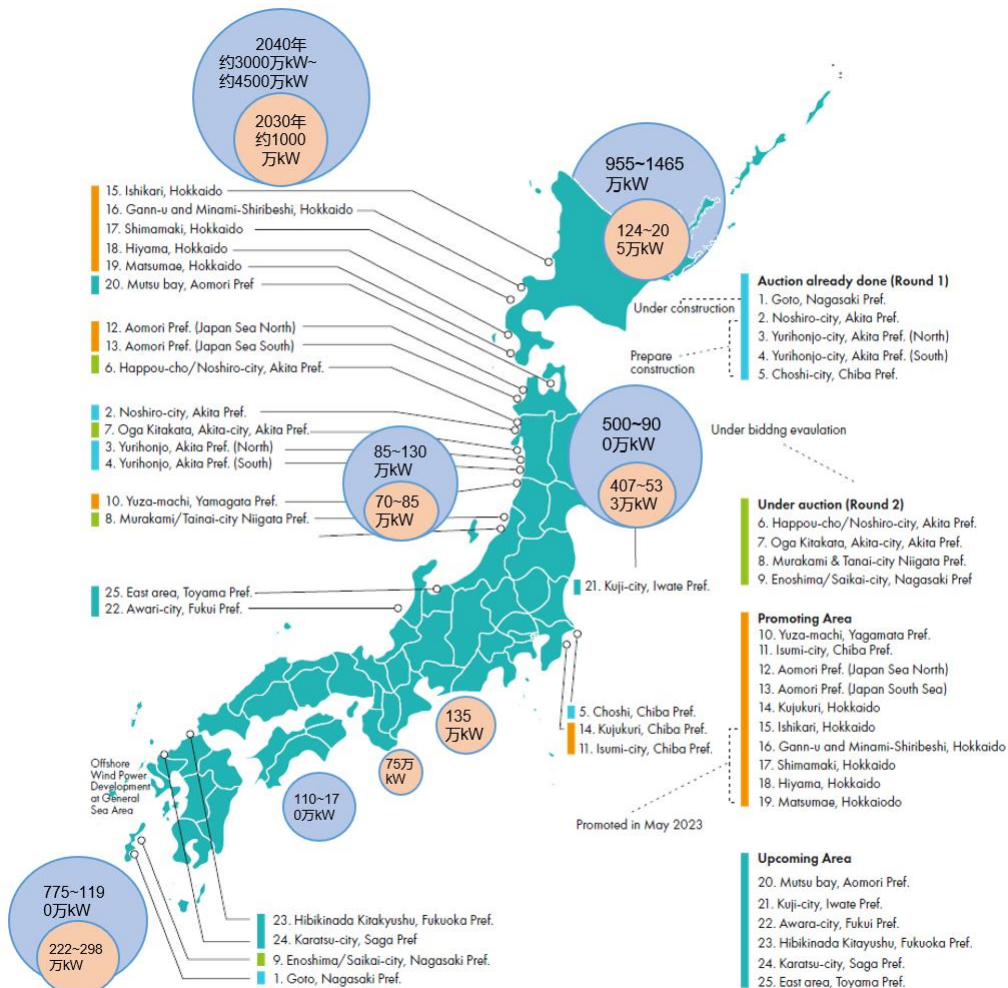 2040年
约3000万kW~
约4500万kW
2030年
约1000
万kW
955~1465
万kW
124~20
5万kW
15. Ishikari, Hokkaido
16. Gann-u and Minami-Shiribeshi, Hokkaido
17. Shimamaki, Hokkaido
18. Hiyama, Hokkaido
19. Matsumae, Hokkaido
20. Mutsu bay, Aomori Pref
12. Aomori Pref. (Japan Sea North)
13. Aomori Pref. (Japan Sea South)
6. Happou-cho/Noshiro-city, Akita Pref.
2. Noshiro-city, Akita Pref.
7. Oga Kitakata, Akita-city, Akita Pref.
3. Yurihonjo, Akita Pref. (North)
4. Yurihonjo, Akita Pref. (South)
10. Yuza-machi, Yamagata Pref.
8. Murakami/Tainai-city Niigata Pref.
85~130
万kW
70~85
万kW
500~90
0万kW
407~53
3万kW
25. East area, Toyama Pref.
22. Awari-city, Fukui Pref.
21. Kuji-city, Iwate Pref.
5. Choshi, Chiba Pref.
14. Kujukuri, Chiba Pref.
11. Isumi-city, Chiba Pref.
135
万kW
75万
kW
110~17
0万kW
Offshore
Wind Power
Development
at General
Sea Area
775~119
0万kW
222~298
万kW
23. Hibikinada Kitakyushu, Fukuoka Pref.
24. Karatsu-city, Saga Pref
9. Enoshima/Saikai-city, Nagasaki Pref.
1. Goto, Nagasaki Pref.
Under construction
Prepare
construction
Auction already done (Round 1)
1. Goto, Nagasaki Pref.
2. Noshiro-city, Akita Pref.
3. Yurihonjo-city, Akita Pref. (North)
4. Yurihonjo-city, Akita Pref. (South)
5. Choshi-city, Chiba Pref.
Under biddng evaulation
Under auction (Round 2)
6. Happou-cho/Noshiro-city, Akita Pref.
7. Oga Kitakata, Akita-city, Akita Pref.
8. Murakami & Tanai-city Niigata Pref.
9. Enoshima/Saikai-city, Nagasaki Pref
Promoting Area
10. Yuza-machi, Yagamata Pref.
11. Isumi-city, Chiba Pref.
12. Aomori Pref. (Japan Sea North)
13. Aomori Pref. (Japan South Sea)
14. Kujukuri, Hokkaido
15. Ishikari, Hokkaido
16. Gann-u and Minami-Shiribeshi, Hokkaido
17. Shimamaki, Hokkaido
18. Hiyama, Hokkaido
19. Matsumae, Hokkaiodo
Promoted in May 2023
Upcoming Area
20. Mutsu bay, Aomori Pref.
21. Kuji-city, Iwate Pref.
22. Awara-city, Fukui Pref.
23. Hibikinada Kitayushu, Fukuoka Pref.
24. Karatsu-city, Saga Pref.
25. East area, Toyama Pref.